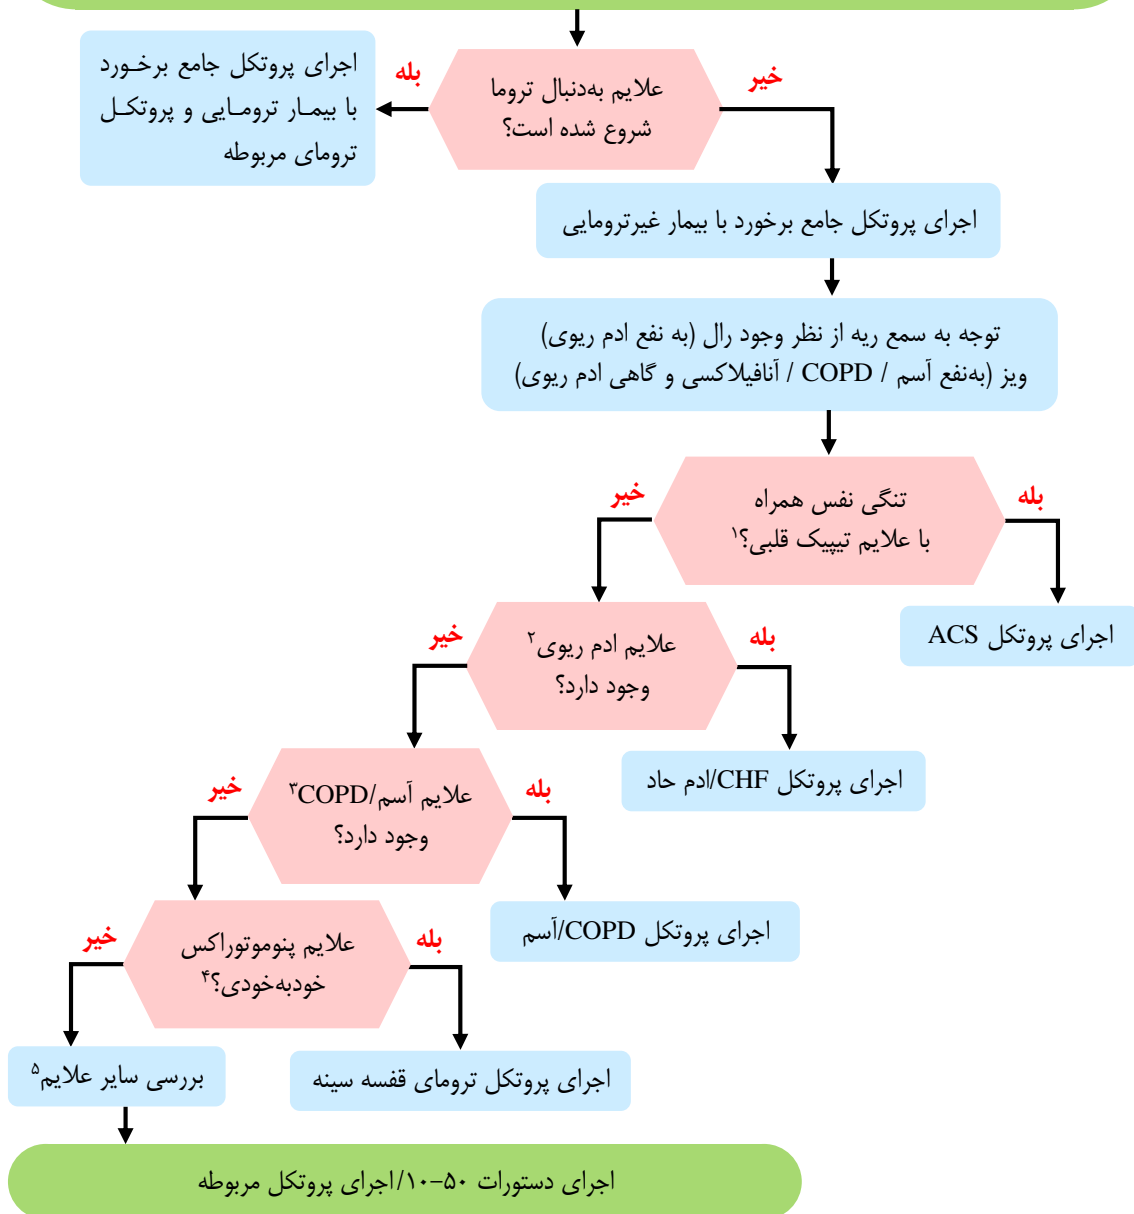 علایم به‌دنبال تروما
شروع شده است؟
بله
خیر
اجرای پروتکل جامع برخـورد
با بیمـار ترومـایی و پروتکـل
ترومای مربوطه
اجرای پروتکل جامع برخورد با بیمار غیرترومایی
توجه به سمع ریه از نظر وجود رال (به نفع ادم ریوی)
ویز (به‌نفع آسم / COPD / آنافیلاکسی و گاهی ادم ریوی)
تنگی نفس همراه
با علایم تیپیک قلبی؟۱
بله
خیر
اجرای پروتکل ACS
علایم ادم ریوی۲
وجود دارد؟
بله
خیر
اجرای پروتکل CHF/ادم حاد
علایم آسم/COPD۳
وجود دارد؟
بله
خیر
اجرای پروتکل COPD/آسم
علایم پنوموتوراکس
خودبه‌خودی؟۴
بله
خیر
اجرای پروتکل ترومای قفسه سینه
بررسی سایر علایم۵
اجرای دستورات ۵۰-۱۰/اجرای پروتکل مربوطه